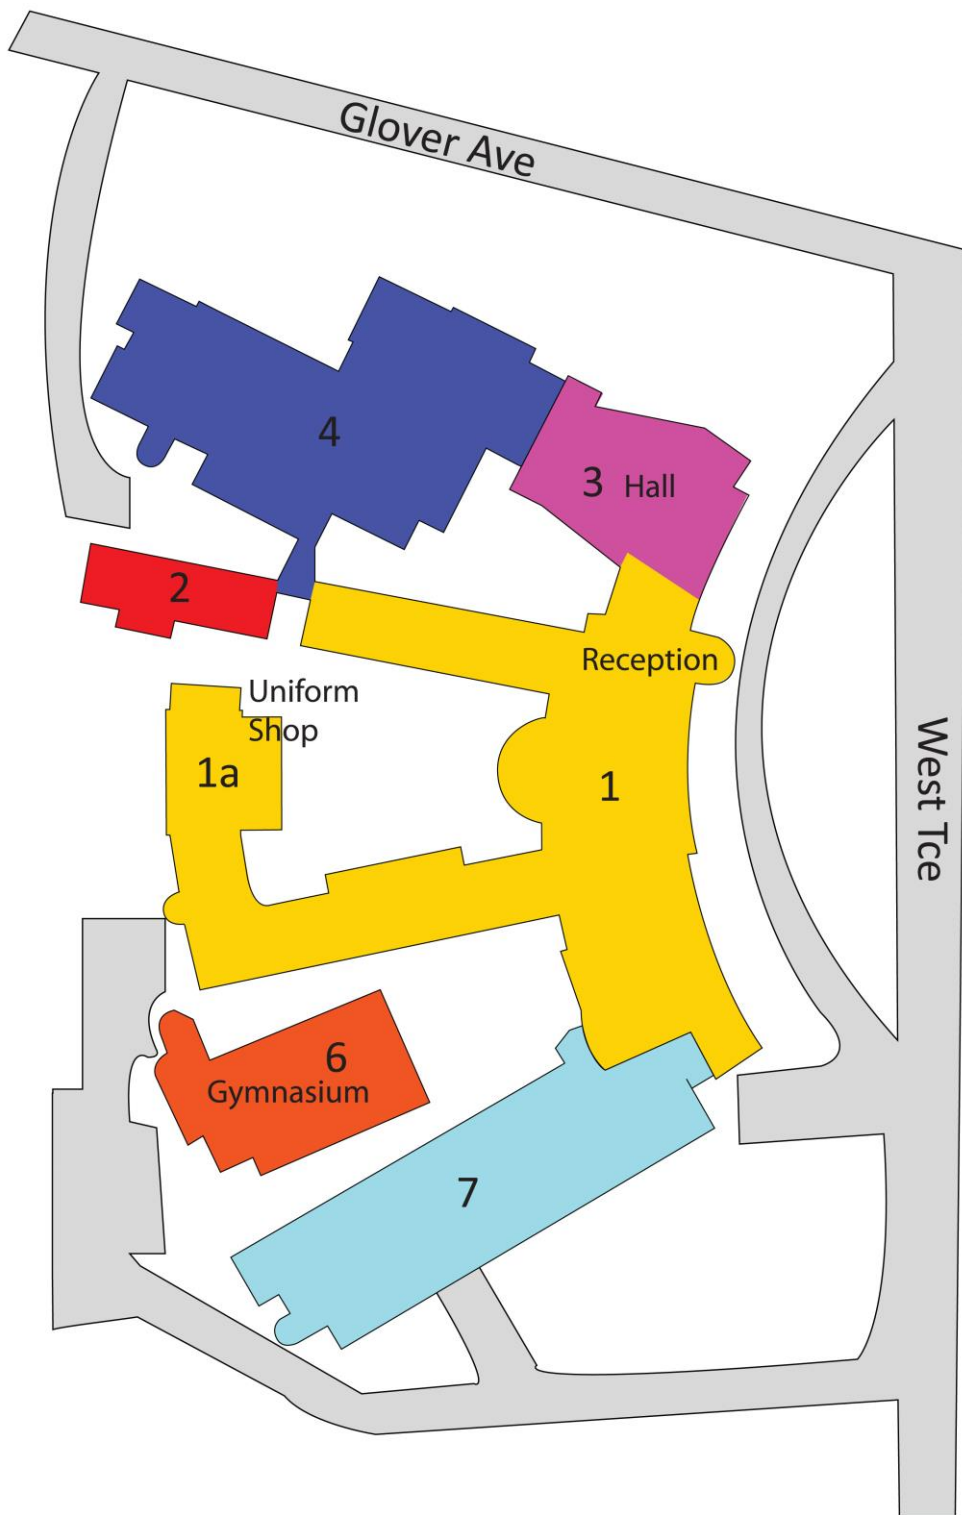 Glover Ave
4
3 Hall
2
Reception
Uniform
Shop
1a
1
West Tce
6
Gymnasium
7